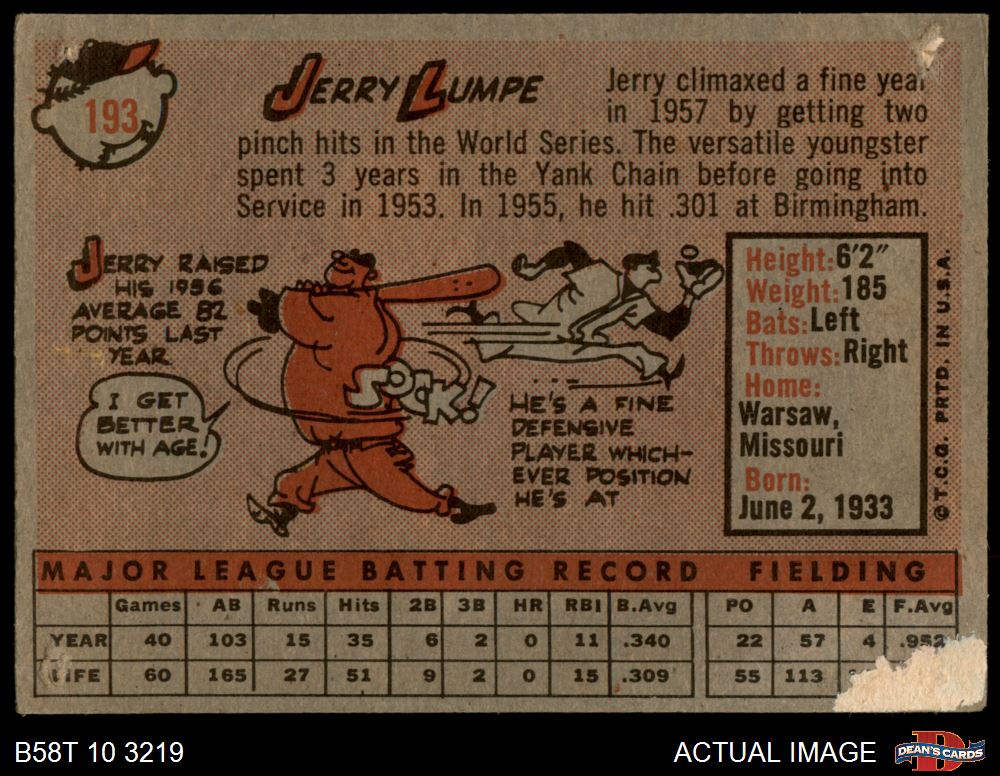 193
JERRY LUMPE
Jerry climaxed a fine year
in 1957 by getting two
pinch hits in the World Series. The versatile youngster
spent 3 years in the Yank Chain before going into
Service in 1953. In 1955, he hit .301 at Birmingham.
JERRY RAISED
HIS 1956
AVERAGE 82
POINTS LAST
YEAR
I GET
BETTER
WITH AGE!
SOCK!
HE'S A FINE
DEFENSIVE
PLAYER WHICH-
EVER POSITION
HE'S AT
Height: 6'2"
Weight: 185
Bats: Left
Throws: Right
Home:
Warsaw,
Missouri
Born:
June 2, 1933
© T.C.G. PRTD. IN U.S.A.
MAJOR LEAGUE BATTING RECORD FIELDING
Games AB Runs Hits 2B 3B HR RBI B.Avg PO A E F.Avg
YEAR 40 103 15 35 6 2 0 11 .340 22 57 4 .952
LIFE 60 165 27 51 9 2 0 15 .309 55 113
B58T 10 3219
ACTUAL IMAGE
DEAN'S CARDS